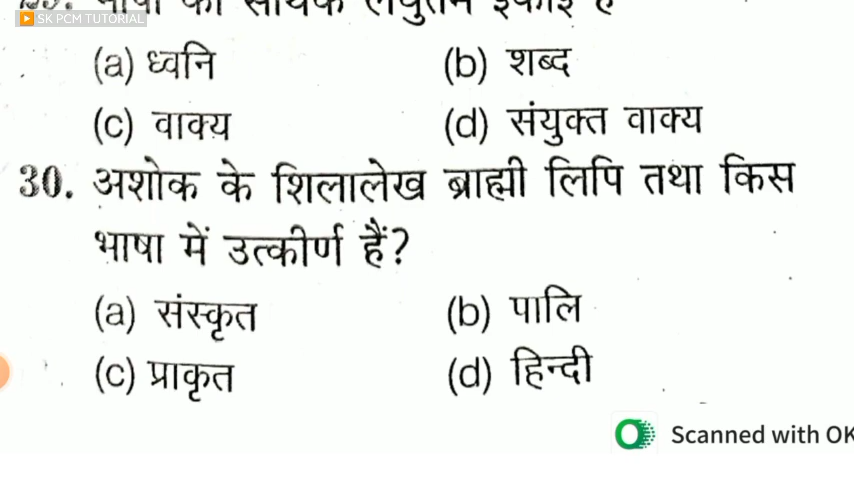 SK PCM TUTORIAL
(a) ध्वनि (b) शब्द
(c) वाक्य (d) संयुक्त वाक्य
30. अशोक के शिलालेख ब्राह्मी लिपि तथा किस
भाषा में उत्कीर्ण हैं?
(a) संस्कृत (b) पालि
(c) प्राकृत (d) हिन्दी
Scanned with OK